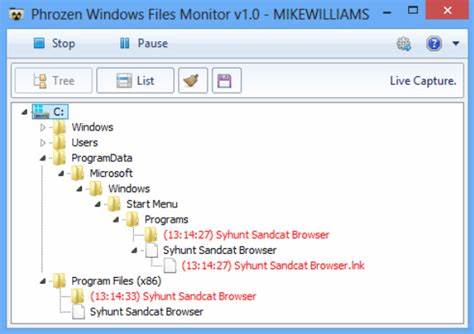 Phrozen Windows Files Monitor v1.0 - MIKEWILLIAMS
Stop Pause
Tree List Live Capture.
C:
Windows
Users
ProgramData
Microsoft
Windows
Start Menu
Programs
(13:14:27) Syhunt Sandcat Browser
Syhunt Sandcat Browser
(13:14:27) Syhunt Sandcat Browser.lnk
Program Files (x86)
(13:14:33) Syhunt Sandcat Browser
Syhunt Sandcat Browser